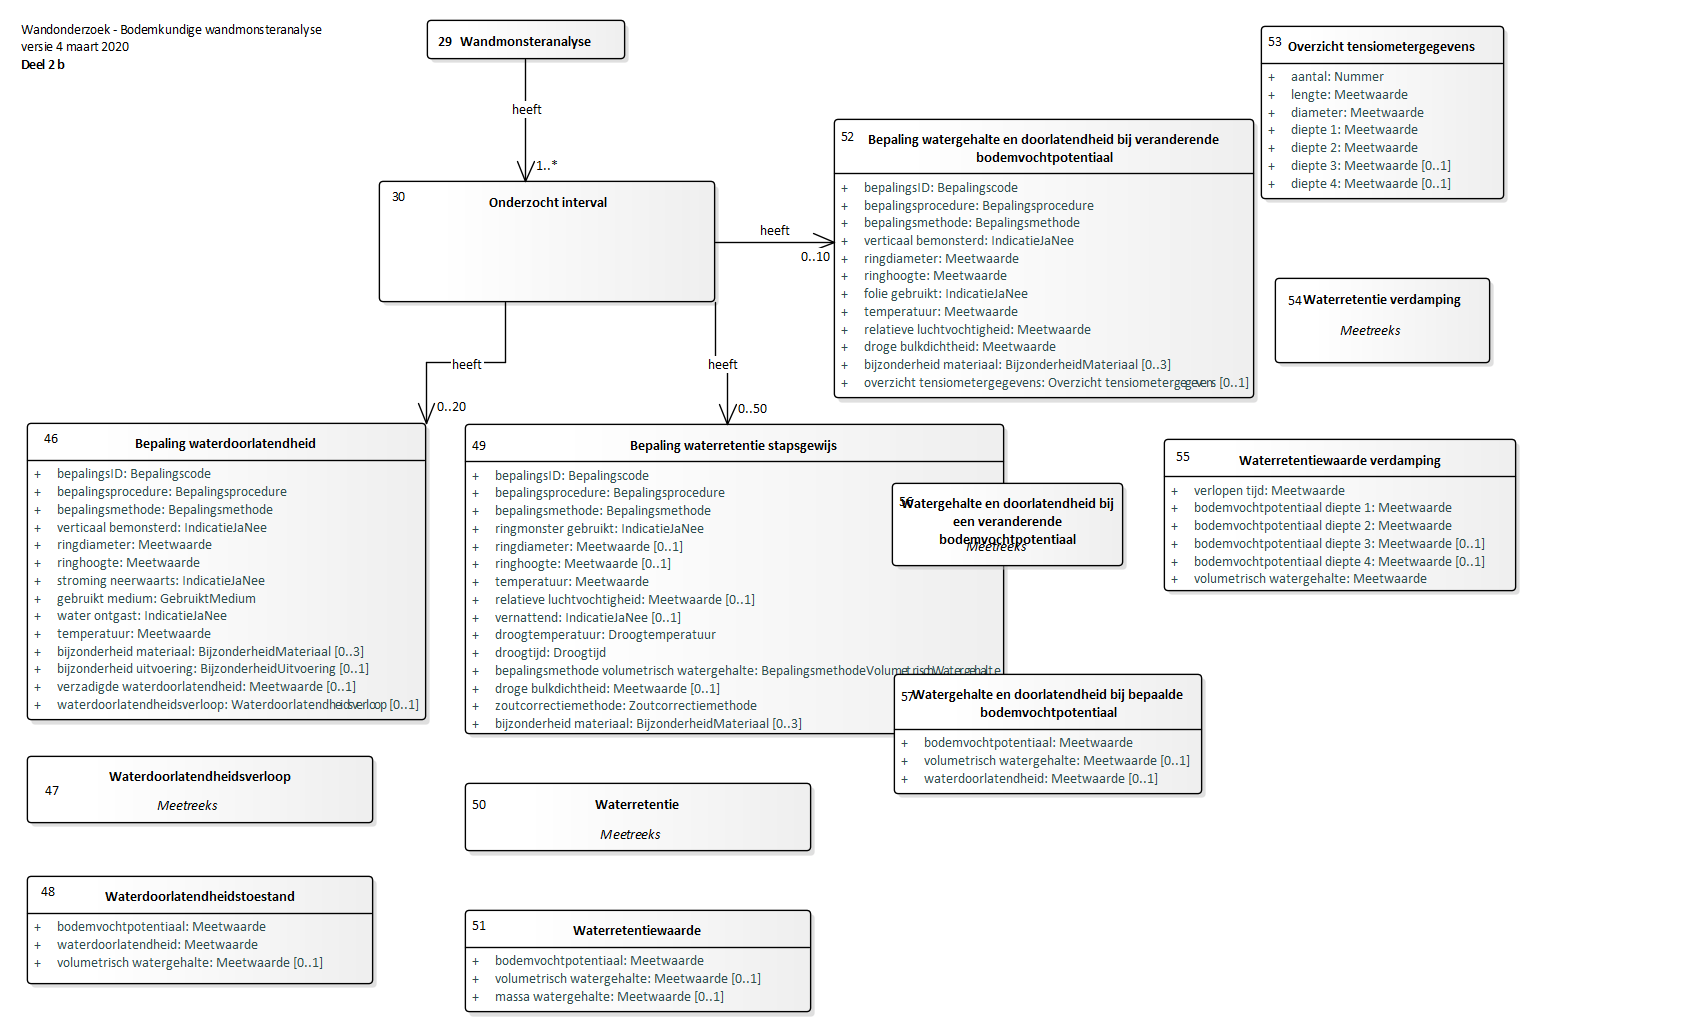 Wandonderzoek - Bodemkundige wandmonsteranalyse
versie 4 maart 2020
Deel 2 b
29 Wandmonsteranalyse
heeft
1..*
30
Onderzocht interval
heeft
0..10
heeft
0..20
heeft
0..50
52
Bepaling watergehalte en doorlatendheid bij veranderende
bodemvochtpotentiaal
+ bepalingsID: Bepalingscode
+ bepalingsprocedure: Bepalingsprocedure
+ bepalingsmethode: Bepalingsmethode
+ verticaal bemonsterd: IndicatieJaNee
+ ringdiameter: Meetwaarde
+ ringhoogte: Meetwaarde
+ folie gebruikt: IndicatieJaNee
+ temperatuur: Meetwaarde
+ relatieve luchtvochtigheid: Meetwaarde
+ droge bulkdichtheid: Meetwaarde
+ bijzonderheid materiaal: BijzonderheidMateriaal [0..3]
+ overzicht tensiometergegevens: Overzicht tensiometergegevens [0..1]
53 Overzicht tensiometergegevens
+ aantal: Nummer
+ lengte: Meetwaarde
+ diameter: Meetwaarde
+ diepte 1: Meetwaarde
+ diepte 2: Meetwaarde
+ diepte 3: Meetwaarde [0..1]
+ diepte 4: Meetwaarde [0..1]
54 Waterretentie verdamping
Meetreeks
46
Bepaling waterdoorlatendheid
+ bepalingsID: Bepalingscode
+ bepalingsprocedure: Bepalingsprocedure
+ bepalingsmethode: Bepalingsmethode
+ verticaal bemonsterd: IndicatieJaNee
+ ringdiameter: Meetwaarde
+ ringhoogte: Meetwaarde
+ stroming neerwaarts: IndicatieJaNee
+ gebruikt medium: GebruiktMedium
+ water ontgast: IndicatieJaNee
+ temperatuur: Meetwaarde
+ bijzonderheid materiaal: BijzonderheidMateriaal [0..3]
+ bijzonderheid uitvoering: BijzonderheidUitvoering [0..1]
+ verzadigde waterdoorlatendheid: Meetwaarde [0..1]
+ waterdoorlatendheidsverloop: Waterdoorlatendheidsverloop [0..1]
49
Bepaling waterretentie stapsgewijs
+ bepalingsID: Bepalingscode
+ bepalingsprocedure: Bepalingsprocedure
+ bepalingsmethode: Bepalingsmethode
+ ringmonster gebruikt: IndicatieJaNee
+ ringdiameter: Meetwaarde [0..1]
+ ringhoogte: Meetwaarde [0..1]
+ temperatuur: Meetwaarde
+ relatieve luchtvochtigheid: Meetwaarde [0..1]
+ vernattend: IndicatieJaNee [0..1]
+ droogtemperatuur: Droogtemperatuur
+ droogtijd: Droogtijd
+ bepalingsmethode volumetrisch watergehalte: BepalingsmethodeVolumetrischWatergehalte
+ droge bulkdichtheid: Meetwaarde [0..1]
+ zoutcorrectiemethode: Zoutcorrectiemethode
+ bijzonderheid materiaal: BijzonderheidMateriaal [0..3]
56
Watergehalte en doorlatendheid bij
een veranderende
bodemvochtpotentiaal
Meetreeks
55
Waterretentiewaarde verdamping
+ verlopen tijd: Meetwaarde
+ bodemvochtpotentiaal diepte 1: Meetwaarde
+ bodemvochtpotentiaal diepte 2: Meetwaarde
+ bodemvochtpotentiaal diepte 3: Meetwaarde [0..1]
+ bodemvochtpotentiaal diepte 4: Meetwaarde [0..1]
+ volumetrisch watergehalte: Meetwaarde
57
Watergehalte en doorlatendheid bij bepaalde
bodemvochtpotentiaal
+ bodemvochtpotentiaal: Meetwaarde
+ volumetrisch watergehalte: Meetwaarde [0..1]
+ waterdoorlatendheid: Meetwaarde [0..1]
47
Waterdoorlatendheidsverloop
Meetreeks
50
Waterretentie
Meetreeks
48
Waterdoorlatendheidstoestand
+ bodemvochtpotentiaal: Meetwaarde
+ waterdoorlatendheid: Meetwaarde
+ volumetrisch watergehalte: Meetwaarde [0..1]
51
Waterretentiewaarde
+ bodemvochtpotentiaal: Meetwaarde
+ volumetrisch watergehalte: Meetwaarde [0..1]
+ massa watergehalte: Meetwaarde [0..1]